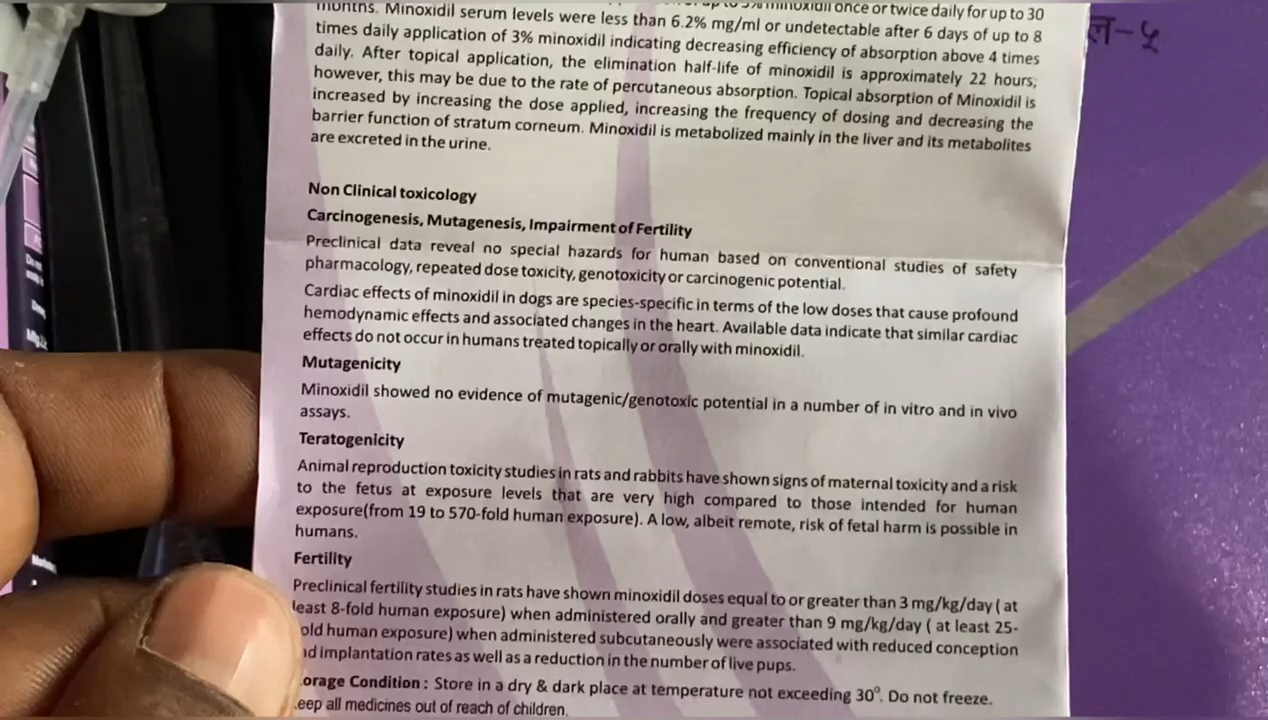 months. Minoxidil serum levels were less than 6.2% mg/ml or undetectable after 6 days of up to 8
times daily application of 3% minoxidil indicating decreasing efficiency of absorption above 4 times
daily. After topical application, the elimination half-life of minoxidil is approximately 22 hours;
however, this may be due to the rate of percutaneous absorption. Topical absorption of Minoxidil is
increased by increasing the dose applied, increasing the frequency of dosing and decreasing the
barrier function of stratum corneum. Minoxidil is metabolized mainly in the liver and its metabolites
are excreted in the urine.
Non Clinical toxicology
Carcinogenesis, Mutagenesis, Impairment of Fertility
Preclinical data reveal no special hazards for human based on conventional studies of safety
pharmacology, repeated dose toxicity, genotoxicity or carcinogenic potential.
Cardiac effects of minoxidil in dogs are species-specific in terms of the low doses that cause profound
hemodynamic effects and associated changes in the heart. Available data indicate that similar cardiac
effects do not occur in humans treated topically or orally with minoxidil.
Mutagenicity
Minoxidil showed no evidence of mutagenic/genotoxic potential in a number of in vitro and in vivo
assays.
Teratogenicity
Animal reproduction toxicity studies in rats and rabbits have shown signs of maternal toxicity and a risk
to the fetus at exposure levels that are very high compared to those intended for human
exposure(from 19 to 570-fold human exposure). A low, albeit remote, risk of fetal harm is possible in
humans.
Fertility
Preclinical fertility studies in rats have shown minoxidil doses equal to or greater than 3 mg/kg/day ( at
least 8-fold human exposure) when administered orally and greater than 9 mg/kg/day ( at least 25-
old human exposure) when administered subcutaneously were associated with reduced conception
nd implantation rates as well as a reduction in the number of live pups.
orage Condition : Store in a dry & dark place at temperature not exceeding 30°. Do not freeze.
eep all medicines out of reach of children.
ल-५